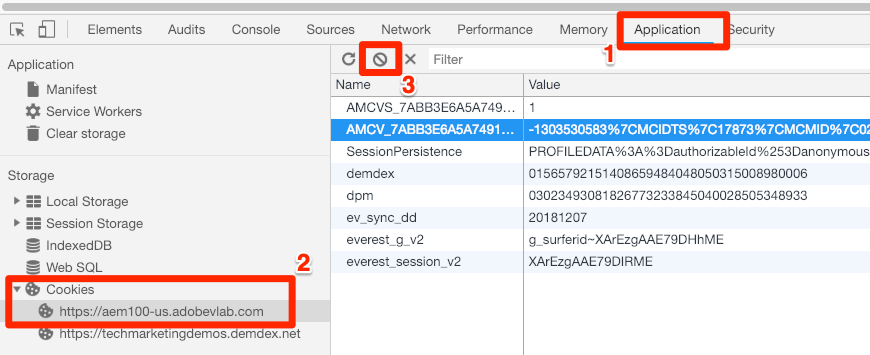 Elements Audits Console Sources Network Performance Memory Application Security
1
Application
Manifest
Service Workers
Clear storage
Storage
Local Storage
Session Storage
IndexedDB
Web SQL
2
Cookies
https://aem100-us.adobevlab.com
https://techmarketingdemos.demdex.net
Filter
3
Name Value
AMCVS_7ABB3E6A5A749... 1
AMCV_7ABB3E6A5A7491... -1303530583%7CMCIDTS%7C17873%7CMCMID%7C02
SessionPersistence PROFILEDATA%3A%3DauthorizableId%253Danonymous
demdex 01565792151408659484048050315008980006
dpm 03023493081826773233845040028505348933
ev_sync_dd 20181207
everest_g_v2 g_surferid~XArEzgAAE79DHhME
everest_session_v2 XArEzgAAE79DIRME